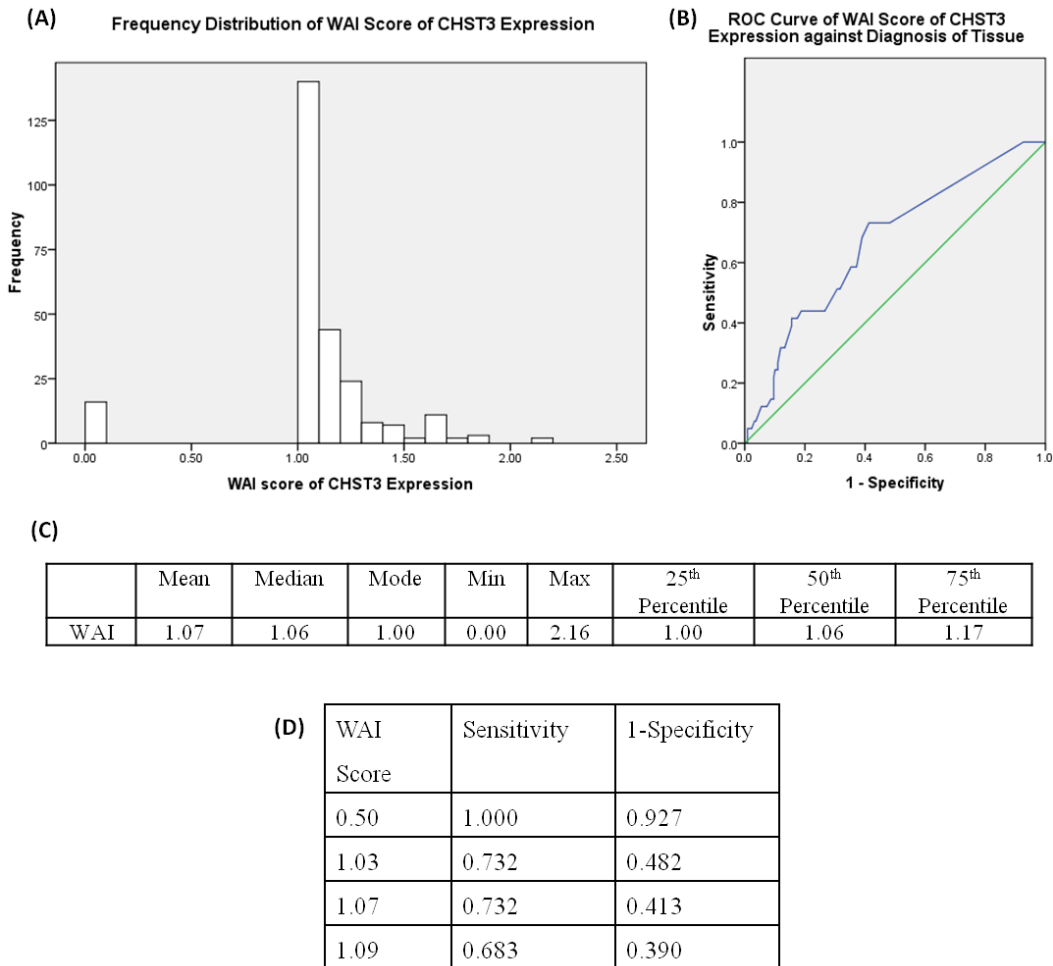 (A)
Frequency Distribution of WAI Score of CHST3 Expression
125
100
75
50
25
0
Frequency
0.00 0.50 1.00 1.50 2.00 2.50
WAI score of CHST3 Expression
(B)
ROC Curve of WAI Score of CHST3
Expression against Diagnosis of Tissue
1.0
0.8
0.6
0.4
0.2
0.0
Sensitivity
0.0 0.2 0.4 0.6 0.8 1.0
1 - Specificity
(C)
Mean Median Mode Min Max 25th Percentile 50th Percentile 75th Percentile
WAI 1.07 1.06 1.00 0.00 2.16 1.00 1.06 1.17
(D)
WAI Score Sensitivity 1-Specificity
0.50 1.000 0.927
1.03 0.732 0.482
1.07 0.732 0.413
1.09 0.683 0.390